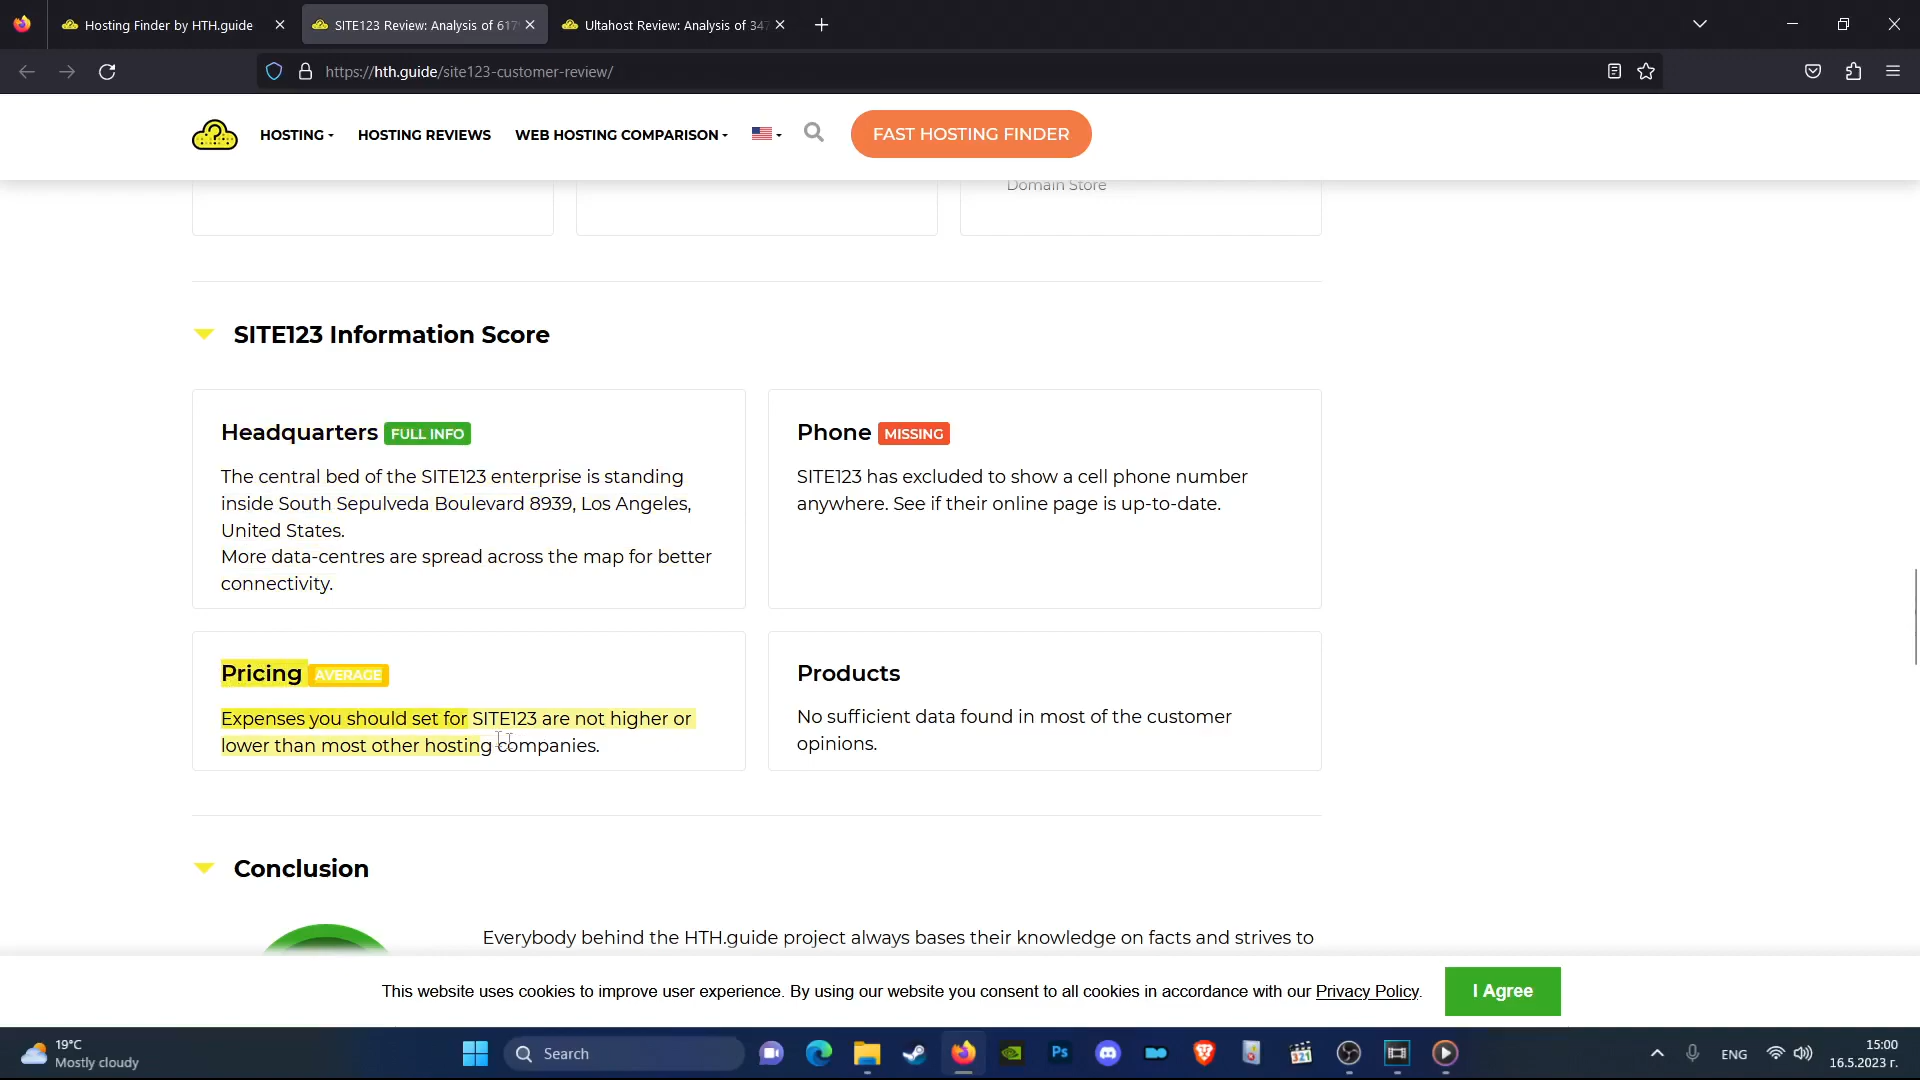 Hosting Finder by HTH.guide
SITE123 Review: Analysis of 617
Ultahost Review: Analysis of 347
https://hth.guide/site123-customer-review/
HOSTING
HOSTING REVIEWS
WEB HOSTING COMPARISON
FAST HOSTING FINDER
Domain Store
SITE123 Information Score
Headquarters FULL INFO
The central bed of the SITE123 enterprise is standing
inside South Sepulveda Boulevard 8939, Los Angeles,
United States.
More data-centres are spread across the map for better
connectivity.
Phone MISSING
SITE123 has excluded to show a cell phone number
anywhere. See if their online page is up-to-date.
Pricing AVERAGE
Expenses you should set for SITE123 are not higher or
lower than most other hosting companies.
Products
No sufficient data found in most of the customer
opinions.
Conclusion
Everybody behind the HTH.guide project always bases their knowledge on facts and strives to
This website uses cookies to improve user experience. By using our website you consent to all cookies in accordance with our Privacy Policy.
I Agree
19°C
Mostly cloudy
Search
Ps
321
ENG
15:00
16.5.2023 г.